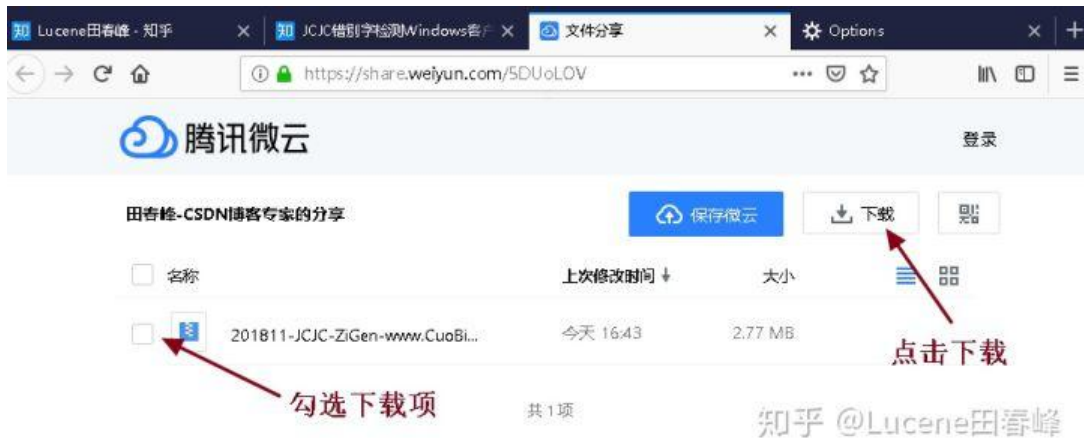 知 Lucene田春峰 - 知乎 × 知 JCJC错别字检测Windows客户 × 文件分享 × Options × +
https://share.weiyun.com/5DUoLOV
腾讯微云 登录
田春峰-CSDN博客专家的分享 保存微云 下载
名称 上次修改时间 大小
201811-JCJC-ZiGen-www.CuoBi... 今天 16:43 2.77 MB
点击下载
勾选下载项
共 1 项
知乎 @Lucene田春峰